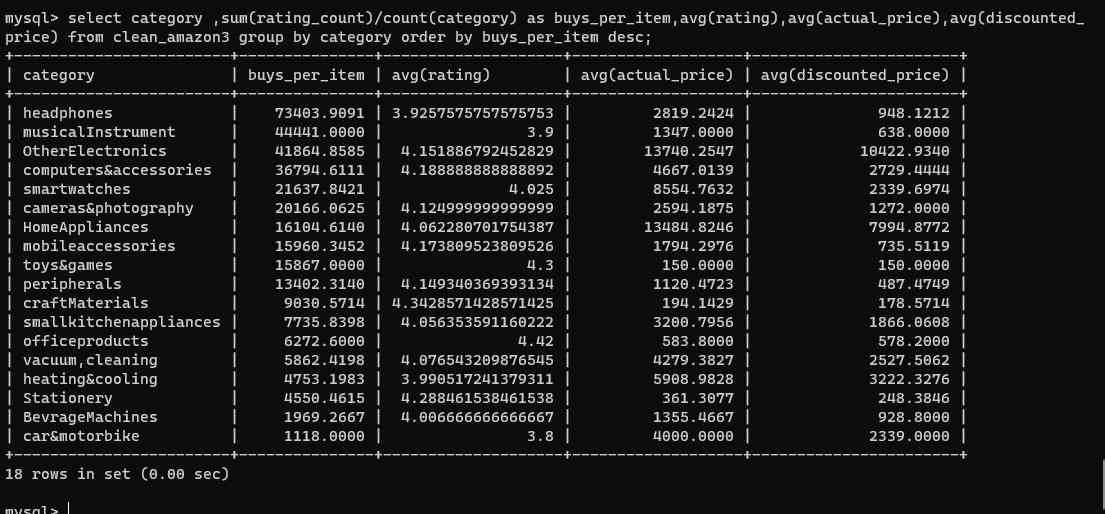 mysql> select category ,sum(rating_count)/count(category) as buys_per_item,avg(rating),avg(actual_price),avg(discounted_
price) from clean_amazon3 group by category order by buys_per_item desc;
+------------------------+---------------+-------------------+-------------------+-----------------------+
| category               | buys_per_item | avg(rating)       | avg(actual_price) | avg(discounted_price) |
+------------------------+---------------+-------------------+-------------------+-----------------------+
| headphones             |    73403.9091 | 3.925757575757575​3 |         2819.2424 |              948.1212 |
| musicalInstrument      |    44441.0000 |               3.9 |         1347.0000 |              638.0000 |
| OtherElectronics       |    41864.8585 | 4.151886792452829 |        13740.2547 |            10422.9340 |
| computers&accessories  |    36794.6111 | 4.188888888888892 |         4667.0139 |             2729.4444 |
| smartwatches           |    21637.8421 |             4.025 |         8554.7632 |             2339.6974 |
| cameras&photography    |    20166.0625 | 4.124999999999999 |         2594.1875 |             1272.0000 |
| HomeAppliances         |    16104.6140 | 4.062280701754387 |        13484.8246 |             7994.8772 |
| mobileaccessories      |    15960.3452 | 4.173809523809526 |         1794.2976 |              735.5119 |
| toys&games             |    15867.0000 |               4.3 |          150.0000 |              150.0000 |
| peripherals            |    13402.3140 | 4.149340369393134 |         1120.4723 |              487.4749 |
| craftMaterials         |     9030.5714 | 4.3428571428571425 |          194.1429 |              178.5714 |
| smallkitchenappliances |     7735.8398 | 4.056353591160222 |         3200.7956 |             1866.0608 |
| officeproducts         |     6272.6000 |              4.42 |          583.8000 |              578.2000 |
| vacuum,cleaning        |     5862.4198 | 4.0765432098765​45 |         4279.3827 |             2527.5062 |
| heating&cooling        |     4753.1983 | 3.990517241379311 |         5908.9828 |             3222.3276 |
| Stationery             |     4550.4615 | 4.288461538461538 |          361.3077 |              248.3846 |
| BevrageMachines        |     1969.2667 | 4.006666666666667 |         1355.4667 |              928.8000 |
| car&motorbike          |     1118.0000 |               3.8 |         4000.0000 |             2339.0000 |
+------------------------+---------------+-------------------+-------------------+-----------------------+
18 rows in set (0.00 sec)
mysql>